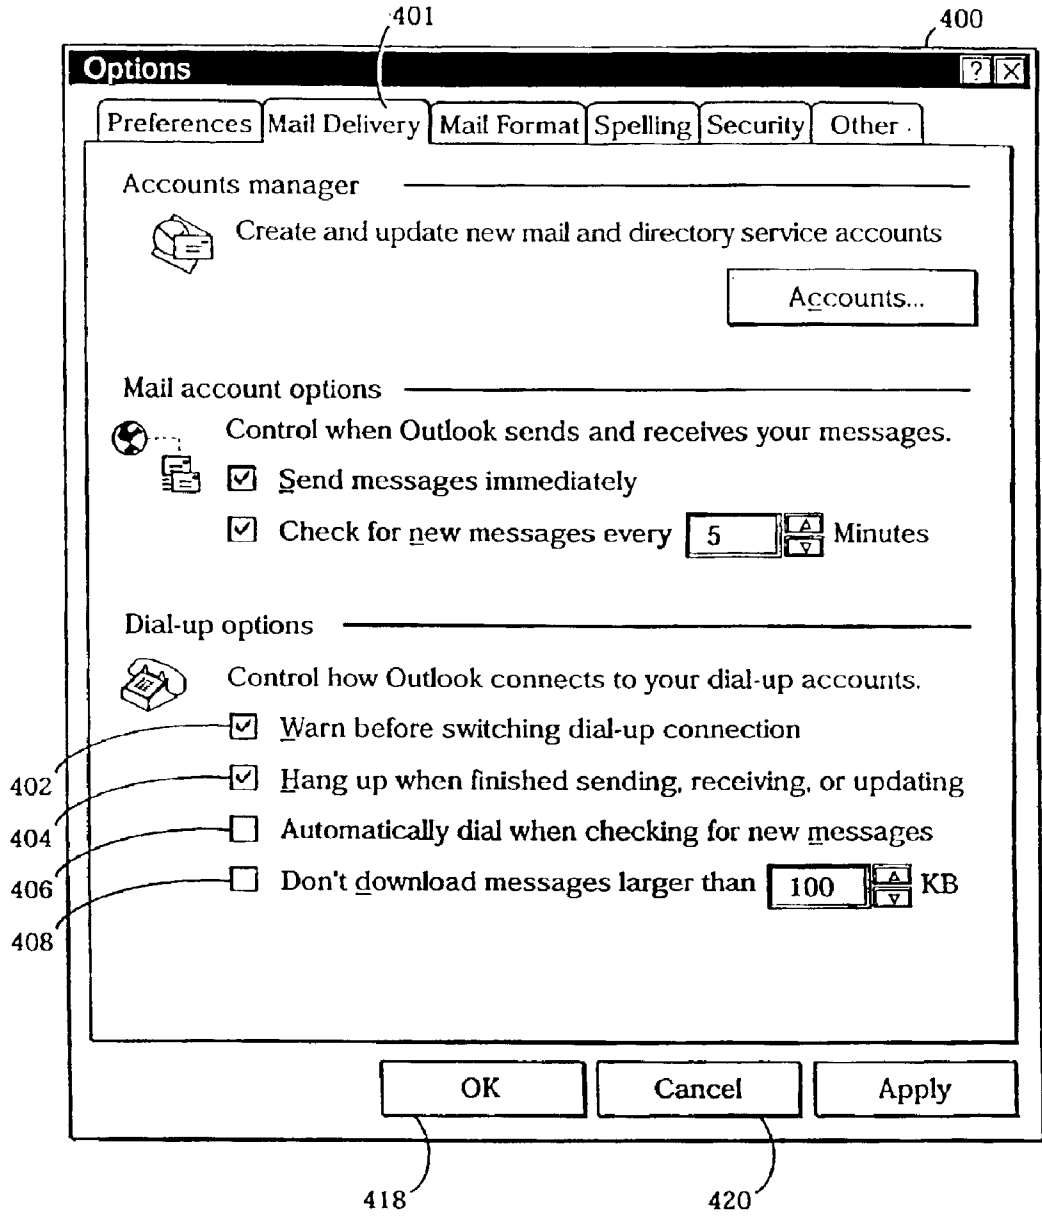 401
400
Options ? X
Preferences Mail Delivery Mail Format Spelling Security Other
Accounts manager
Create and update new mail and directory service accounts
Accounts...
Mail account options
Control when Outlook sends and receives your messages.
Send messages immediately
Check for new messages every 5 Minutes
Dial-up options
Control how Outlook connects to your dial-up accounts.
Warn before switching dial-up connection
402
Hang up when finished sending, receiving, or updating
404
Automatically dial when checking for new messages
406
Don't download messages larger than 100 KB
408
OK Cancel Apply
418 420